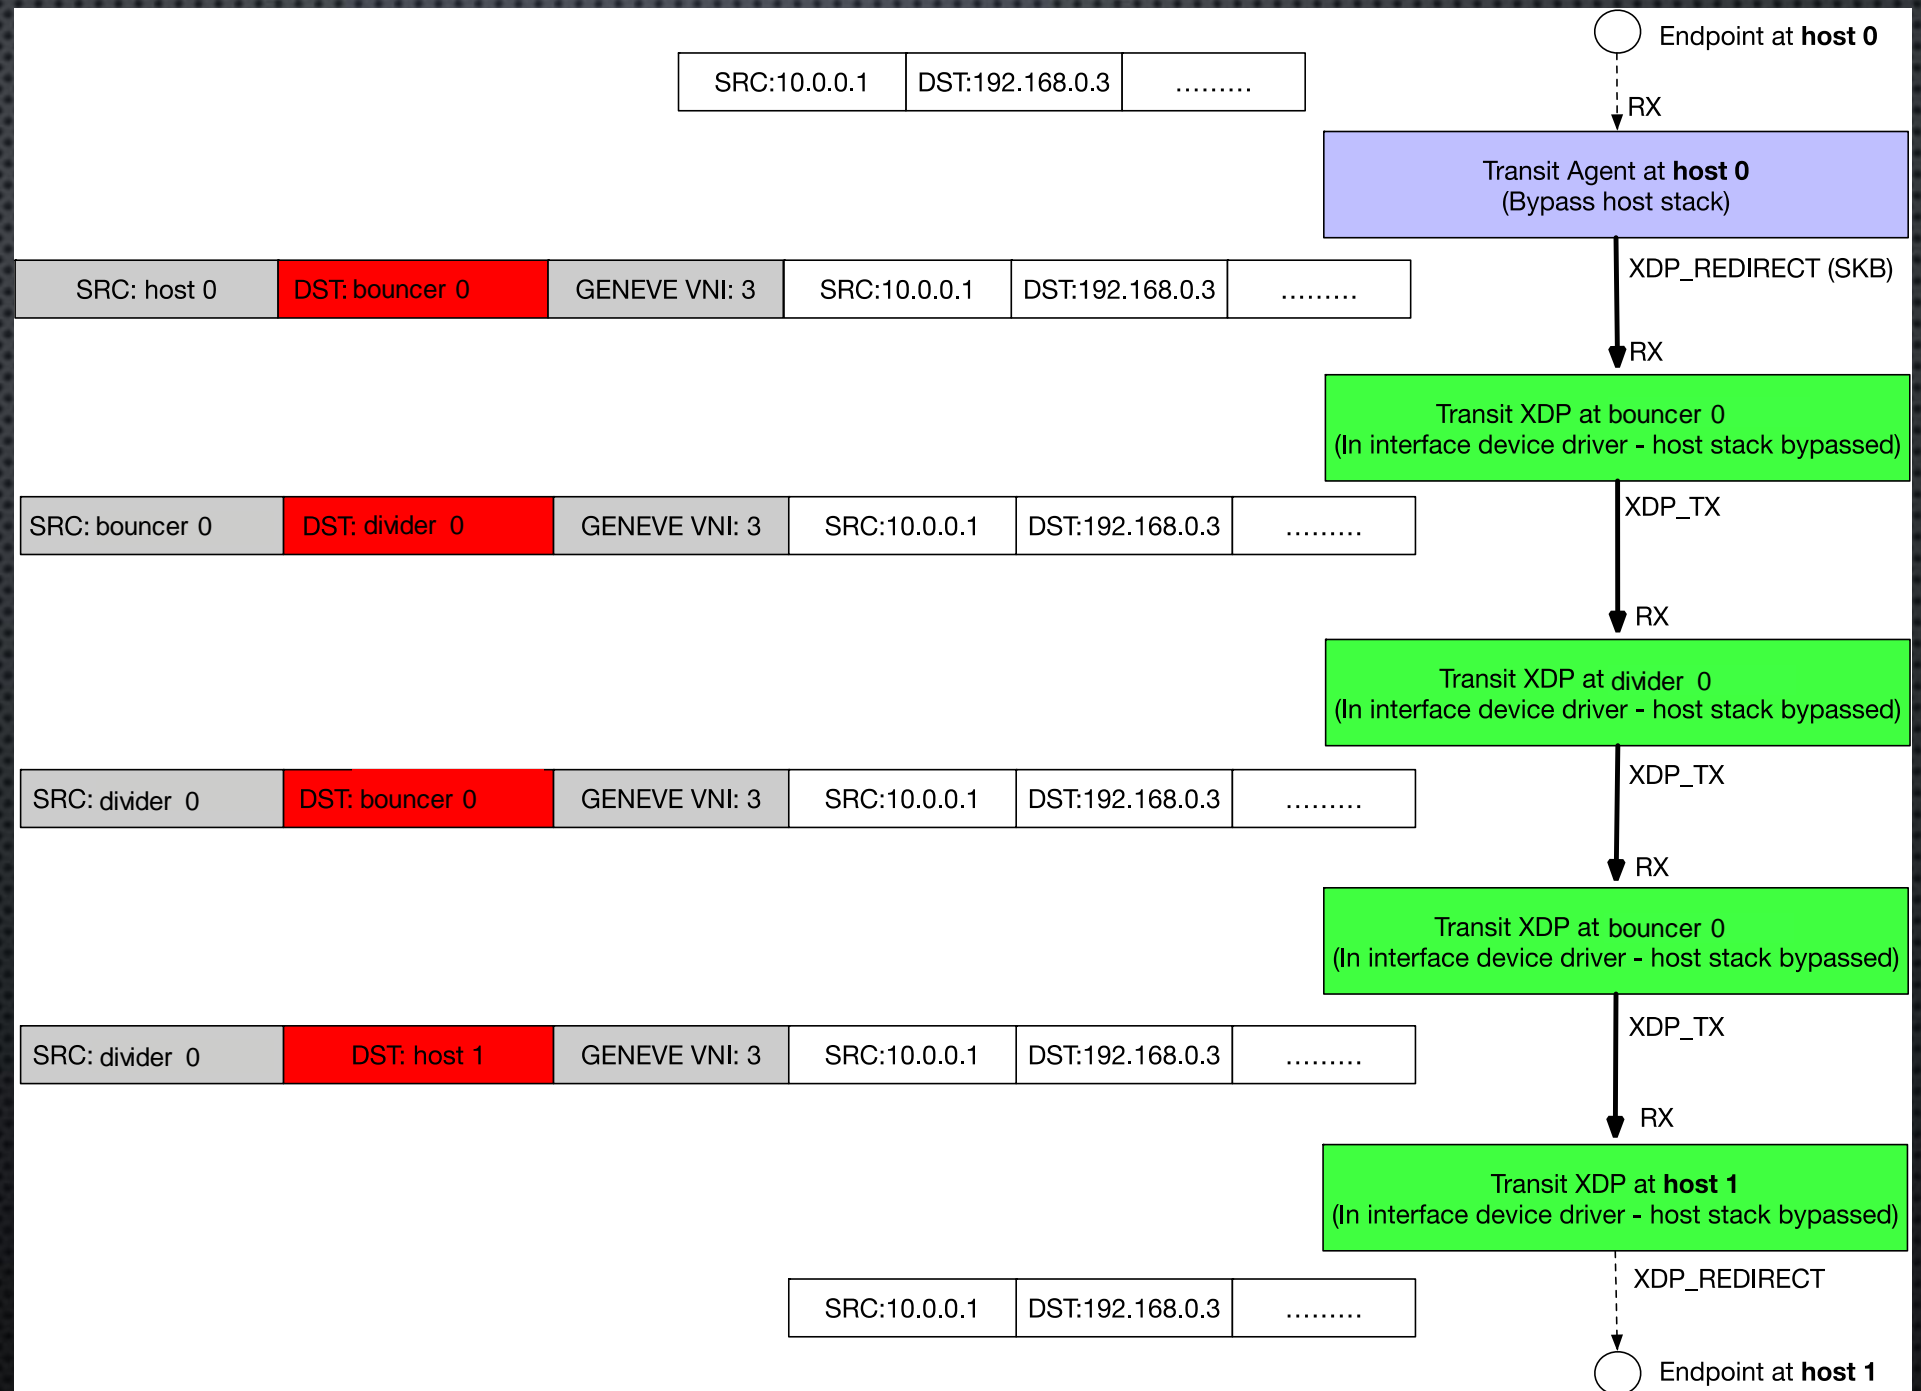 Endpoint at host 0
SRC:10.0.0.1 DST:192.168.0.3 .........
RX
Transit Agent at host 0
(Bypass host stack)
SRC: host 0 DST: bouncer 0 GENEVE VNI: 3 SRC:10.0.0.1 DST:192.168.0.3 .........
XDP_REDIRECT (SKB)
RX
Transit XDP at bouncer 0
(In interface device driver - host stack bypassed)
SRC: bouncer 0 DST: divider 0 GENEVE VNI: 3 SRC:10.0.0.1 DST:192.168.0.3 .........
XDP_TX
RX
Transit XDP at divider 0
(In interface device driver - host stack bypassed)
SRC: divider 0 DST: bouncer 0 GENEVE VNI: 3 SRC:10.0.0.1 DST:192.168.0.3 .........
XDP_TX
RX
Transit XDP at bouncer 0
(In interface device driver - host stack bypassed)
SRC: divider 0 DST: host 1 GENEVE VNI: 3 SRC:10.0.0.1 DST:192.168.0.3 .........
XDP_TX
RX
Transit XDP at host 1
(In interface device driver - host stack bypassed)
XDP_REDIRECT
SRC:10.0.0.1 DST:192.168.0.3 .........
Endpoint at host 1